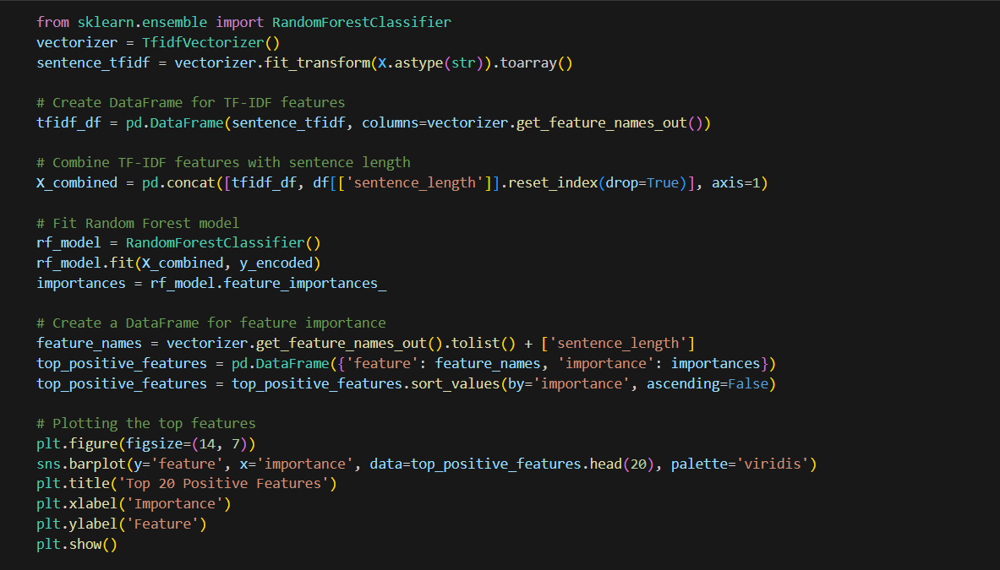 from sklearn.ensemble import RandomForestClassifier
vectorizer = TfidfVectorizer()
sentence_tfidf = vectorizer.fit_transform(X.astype(str)).toarray()
# Create DataFrame for TF-IDF features
tfidf_df = pd.DataFrame(sentence_tfidf, columns=vectorizer.get_feature_names_out())
# Combine TF-IDF features with sentence length
X_combined = pd.concat([tfidf_df, df[['sentence_length']].reset_index(drop=True)], axis=1)
# Fit Random Forest model
rf_model = RandomForestClassifier()
rf_model.fit(X_combined, y_encoded)
importances = rf_model.feature_importances_
# Create a DataFrame for feature importance
feature_names = vectorizer.get_feature_names_out().tolist() + ['sentence_length']
top_positive_features = pd.DataFrame({'feature': feature_names, 'importance': importances})
top_positive_features = top_positive_features.sort_values(by='importance', ascending=False)
# Plotting the top features
plt.figure(figsize=(14, 7))
sns.barplot(y='feature', x='importance', data=top_positive_features.head(20), palette='viridis')
plt.title('Top 20 Positive Features')
plt.xlabel('Importance')
plt.ylabel('Feature')
plt.show()